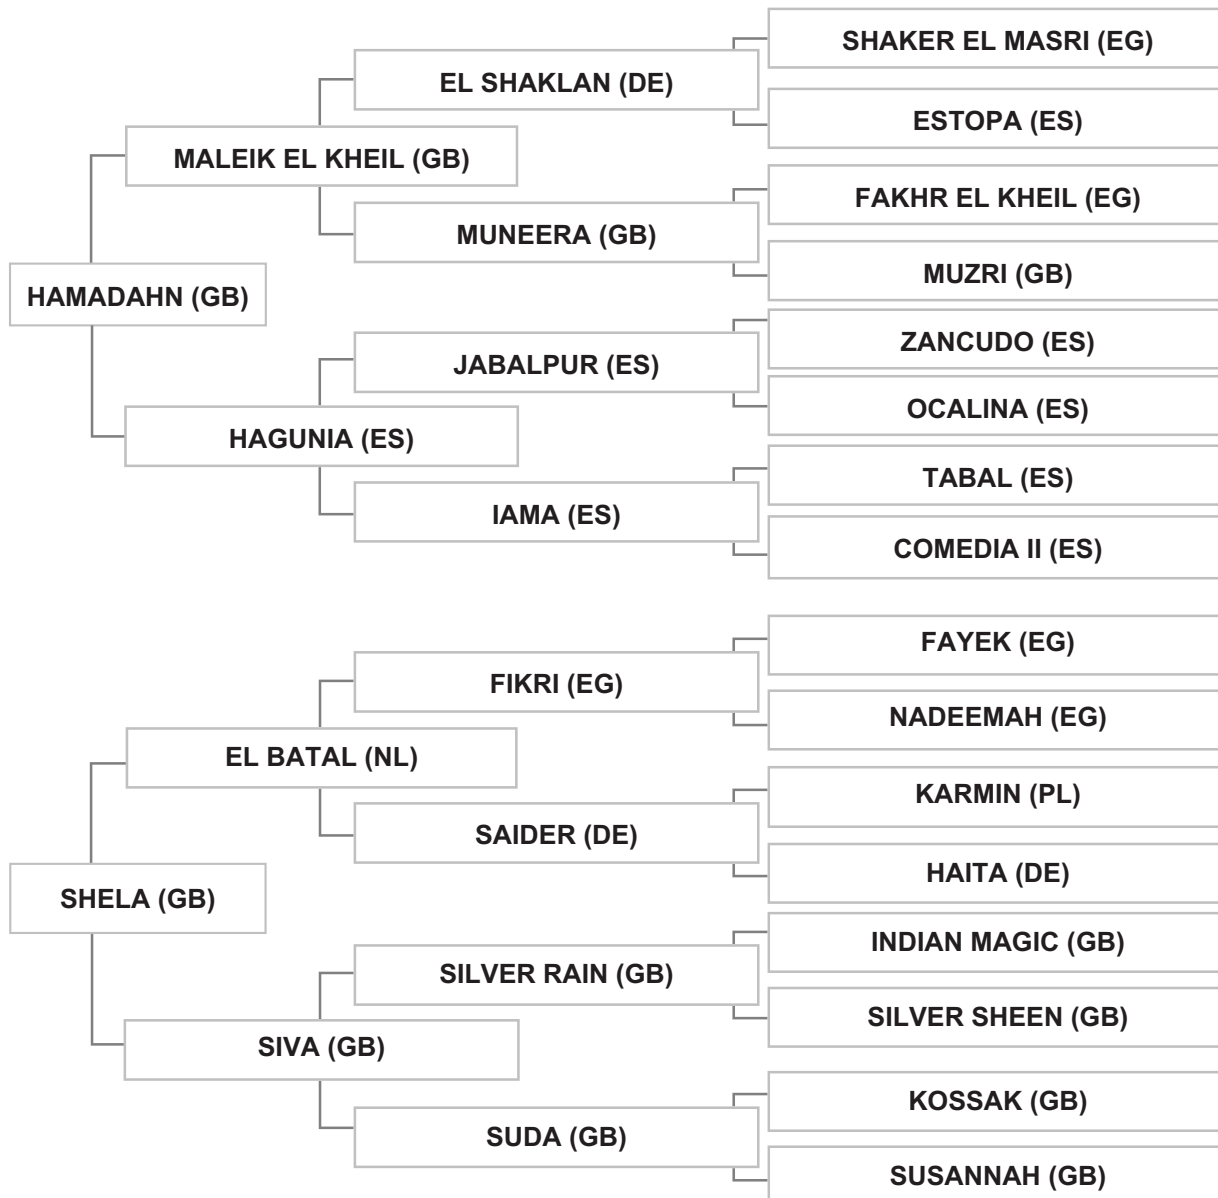 SHAKER EL MASRI (EG)
EL SHAKLAN (DE)
ESTOPA (ES)
MALEIK EL KHEIL (GB)
FAKHR EL KHEIL (EG)
MUNEERA (GB)
MUZRI (GB)
HAMADAHN (GB)
ZANCUDO (ES)
JABALPUR (ES)
OCALINA (ES)
HAGUNIA (ES)
TABAL (ES)
IAMA (ES)
COMEDIA II (ES)
FAYEK (EG)
FIKRI (EG)
NADEEMAH (EG)
EL BATAL (NL)
KARMIN (PL)
SAIDER (DE)
HAITA (DE)
SHELA (GB)
INDIAN MAGIC (GB)
SILVER RAIN (GB)
SILVER SHEEN (GB)
SIVA (GB)
KOSSAK (GB)
SUDA (GB)
SUSANNAH (GB)